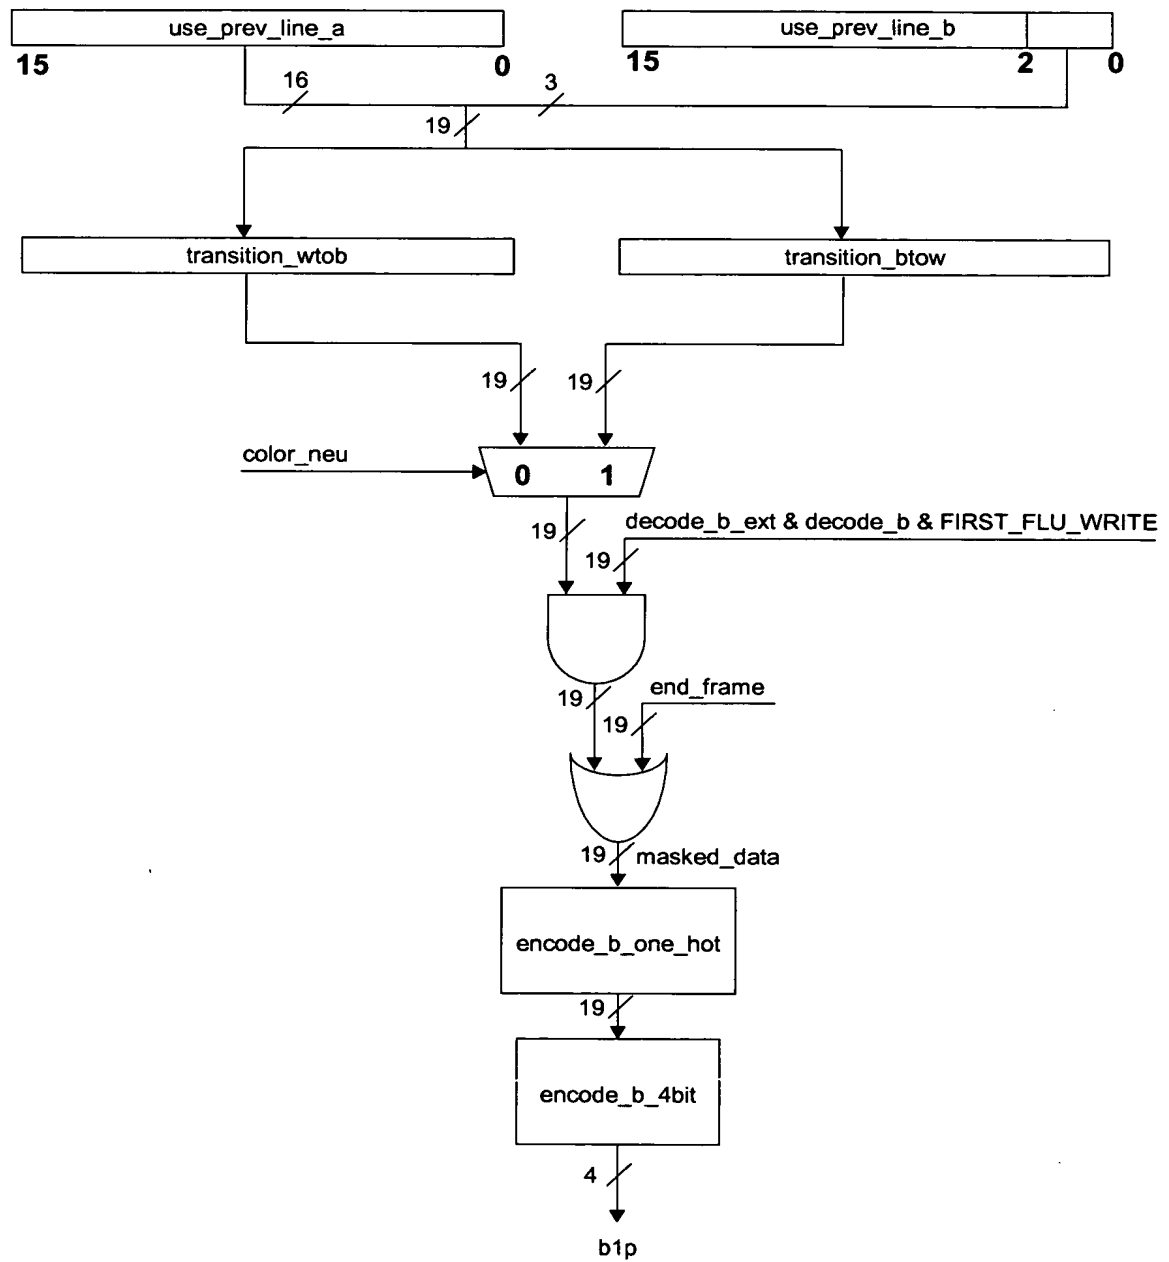 use_prev_line_a
use_prev_line_b
15
0
15
2
0
16
3
19
transition_wtob
transition_btow
19
19
color_neu
0
1
19
decode_b_ext & decode_b & FIRST_FLU_WRITE
19
19
end_frame
19
19
masked_data
encode_b_one_hot
19
encode_b_4bit
4
b1p